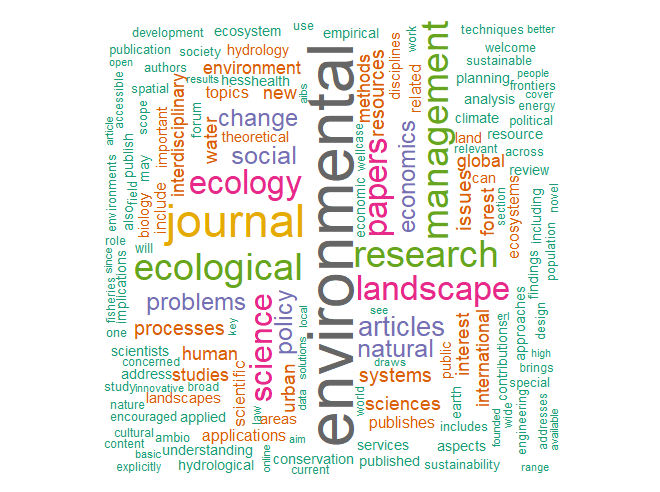 development
ecosystem
use
empirical
techniques
better
publication
society
hydrology
work
welcome
open
authors
environment
sustainable
results
hesshealth
disciplines
people
planning
frontiers
accessible
spatial
topics
new
aibs
methods
resources
related
analysis
cover
energy
scope
important
interdisciplinary
forum
change
theoretical
climate
political
article
publish
water
social
case
well
papers
economics
management
land
resource
relevant
across
environments
also
field
may
biology
include
ecology
economic
issues
global
can
review
forest
ecosystems
section
including
novel
population
journal
environmental
research
role
since
will
ecological
landscape
findings
fisheries
implications
problems
science
policy
local
see
articles
natural
interest
international
contributions
erl
approaches
design
one
processes
key
scientists
concerned
human
draws
public
high
brings
address
studies
scientific
urban
data
solutions
systems
special
study
innovative
broad
world
sciences
earth
founded
wide
engineering
addresses
available
nature
landscapes
encouraged
applied
law
areas
publishes
includes
cultural
ambio
applications
aim
services
aspects
content
basic
understanding
online
conservation
published
sustainability
explicitly
hydrological
current
range